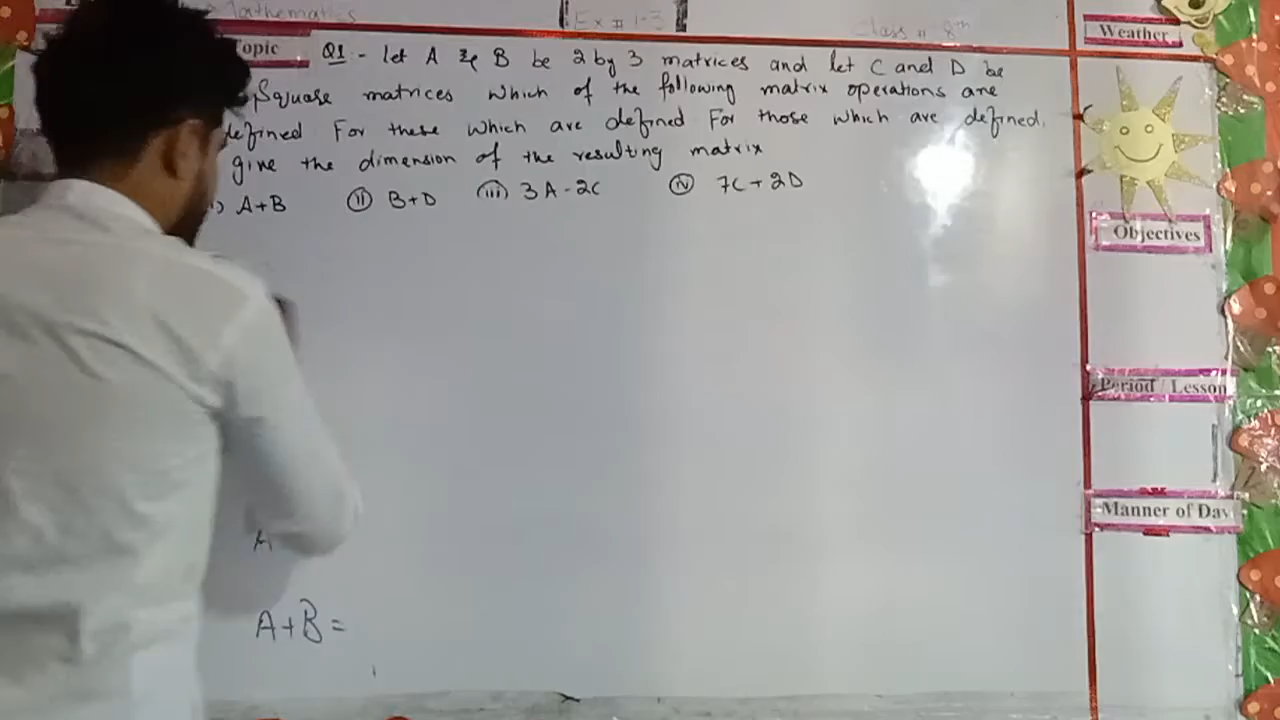 Mathematics
Ex # 1.3
Class # 8th
Topic
Weather
Q1 - let A & B be 2 by 3 matrices and let C and D be
Square matrices which of the following matrix operations are
defined For these which are defined For those which are defined.
give the dimension of the resulting matrix
i) A+B (ii) B+D (iii) 3A-2C (iv) 7C+2D
Objectives
Period / Lesson
Manner of Day
A
A+B=